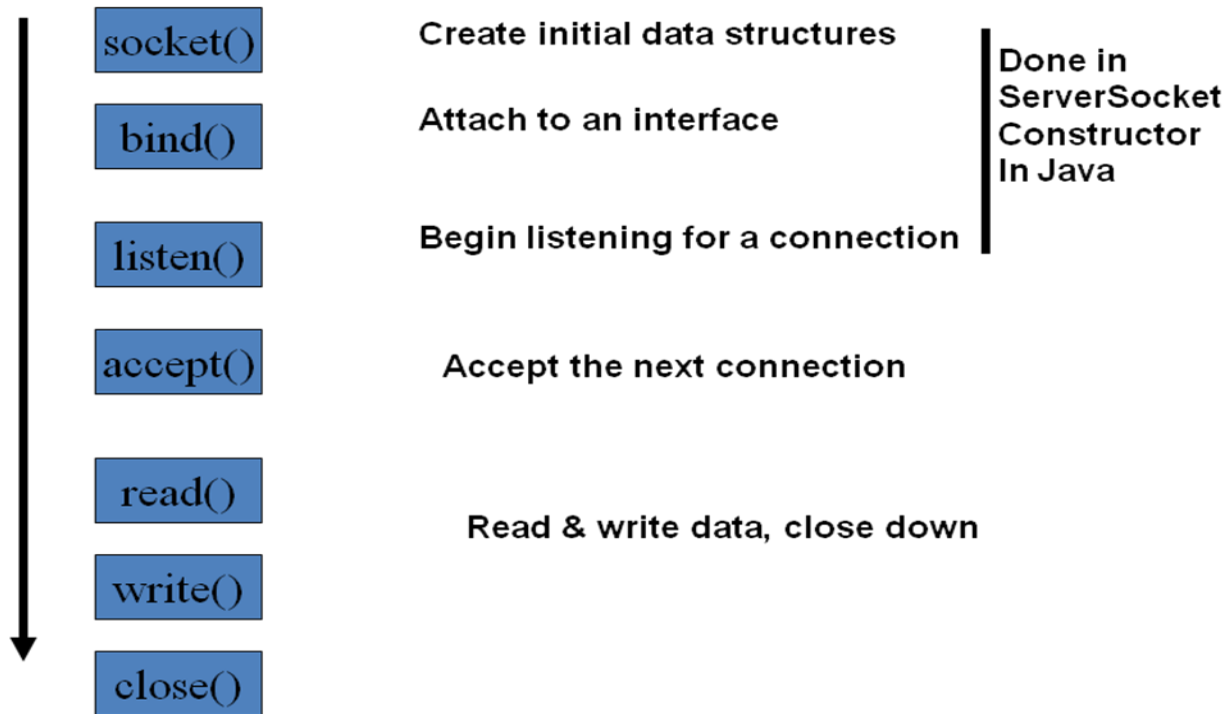 socket()
Create initial data structures
Done in
ServerSocket
Constructor
In Java
bind()
Attach to an interface
listen()
Begin listening for a connection
accept()
Accept the next connection
read()
Read & write data, close down
write()
close()